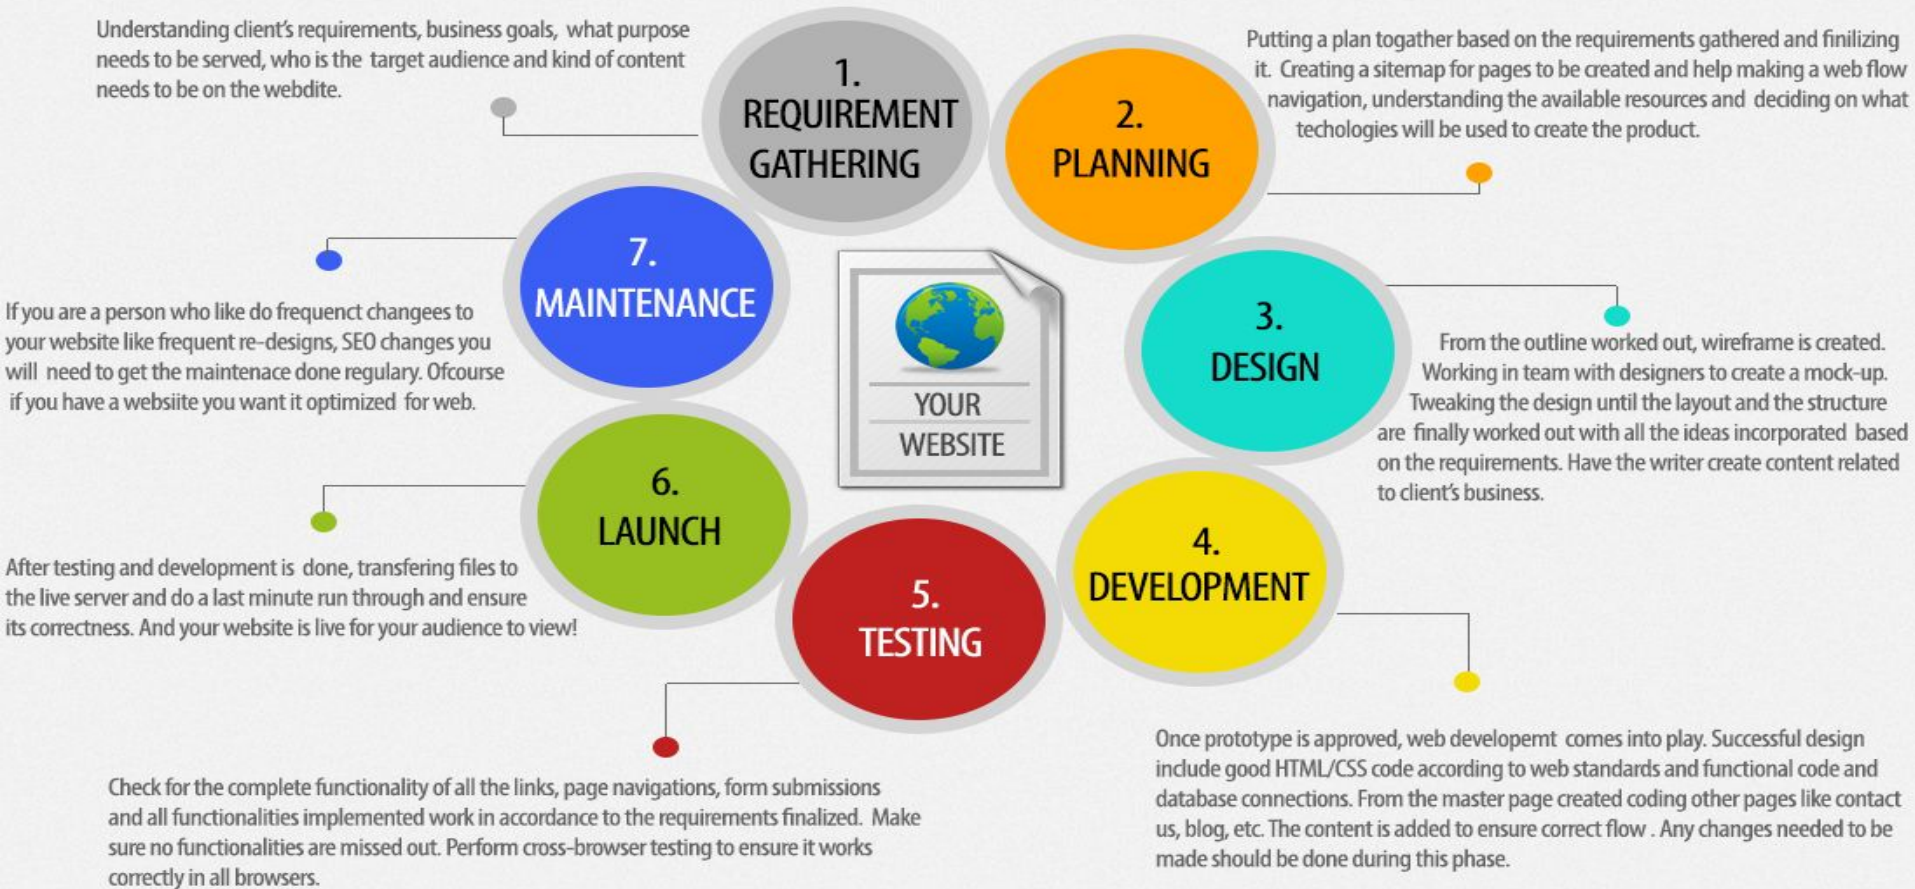 Understanding client's requirements, business goals, what purpose
needs to be served, who is the target audience and kind of content
needs to be on the webdite.
1.
REQUIREMENT
GATHERING
2.
PLANNING
Putting a plan togather based on the requirements gathered and finilizing
it. Creating a sitemap for pages to be created and help making a web flow
navigation, understanding the available resources and deciding on what
techologies will be used to create the product.
3.
DESIGN
From the outline worked out, wireframe is created.
Working in team with designers to create a mock-up.
Tweaking the design until the layout and the structure
are finally worked out with all the ideas incorporated based
on the requirements. Have the writer create content related
to client's business.
4.
DEVELOPMENT
Once prototype is approved, web developemt comes into play. Successful design
include good HTML/CSS code according to web standards and functional code and
database connections. From the master page created coding other pages like contact
us, blog, etc. The content is added to ensure correct flow . Any changes needed to be
made should be done during this phase.
5.
TESTING
Check for the complete functionality of all the links, page navigations, form submissions
and all functionalities implemented work in accordance to the requirements finalized. Make
sure no functionalities are missed out. Perform cross-browser testing to ensure it works
correctly in all browsers.
6.
LAUNCH
After testing and development is done, transfering files to
the live server and do a last minute run through and ensure
its correctness. And your website is live for your audience to view!
7.
MAINTENANCE
If you are a person who like do frequenct changees to
your website like frequent re-designs, SEO changes you
will need to get the maintenace done regulary. Ofcourse
if you have a websiite you want it optimized for web.
YOUR
WEBSITE